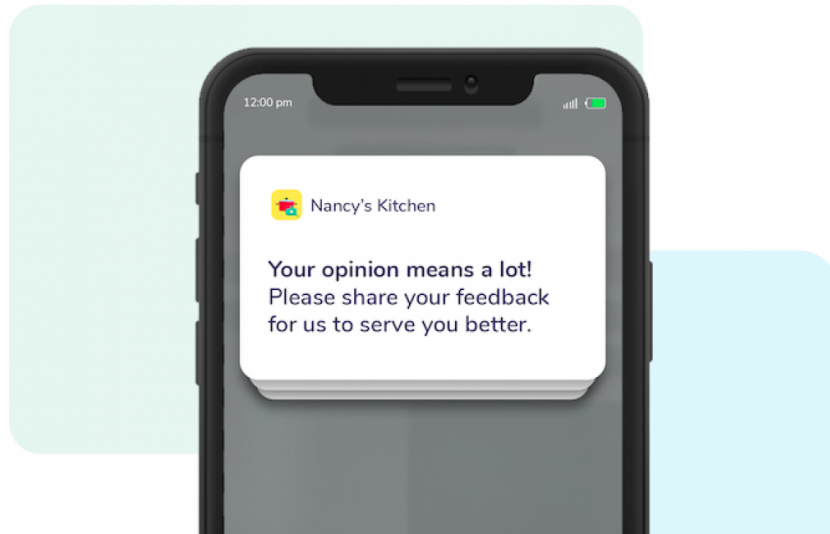 12:00 pm
Nancy's Kitchen
Your opinion means a lot!
Please share your feedback
for us to serve you better.